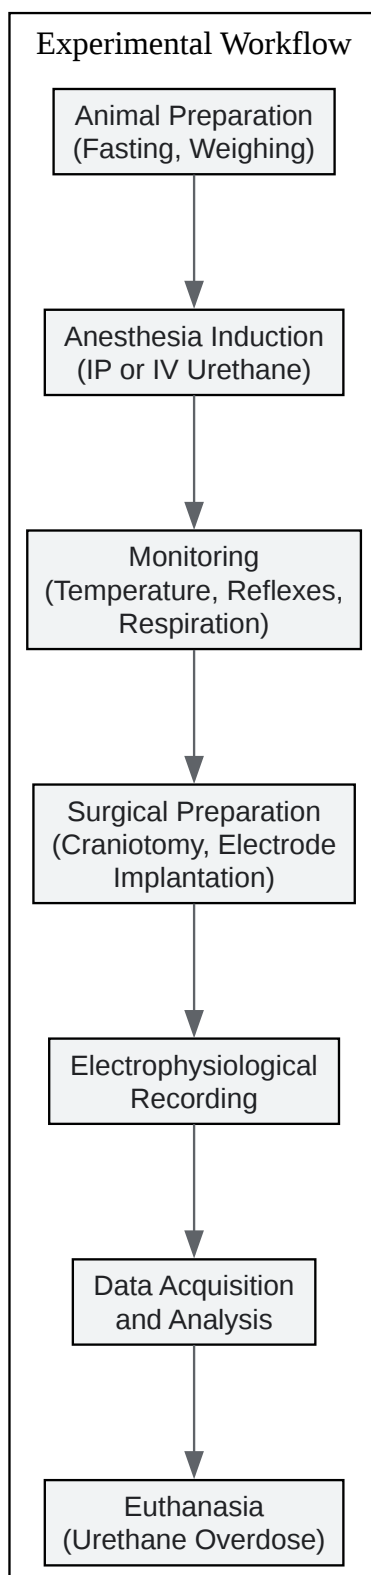 Experimental Workflow
Animal Preparation
(Fasting, Weighing)
Anesthesia Induction
(IP or IV Urethane)
Monitoring
(Temperature, Reflexes,
Respiration)
Surgical Preparation
(Craniotomy, Electrode
Implantation)
Electrophysiological
Recording
Data Acquisition
and Analysis
Euthanasia
(Urethane Overdose)